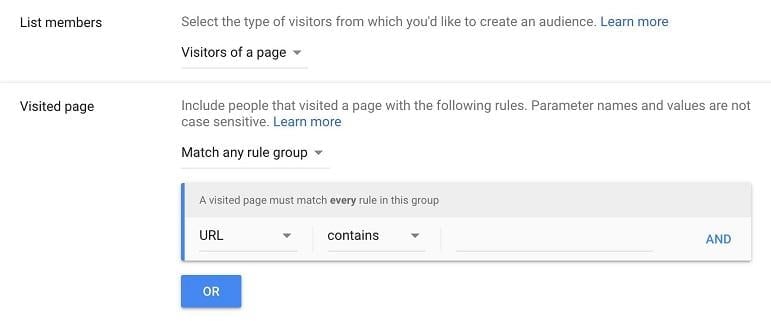 List members
Select the type of visitors from which you'd like to create an audience. Learn more
Visitors of a page
Visited page
Include people that visited a page with the following rules. Parameter names and values are not
case sensitive. Learn more
Match any rule group
A visited page must match every rule in this group
URL contains AND
OR